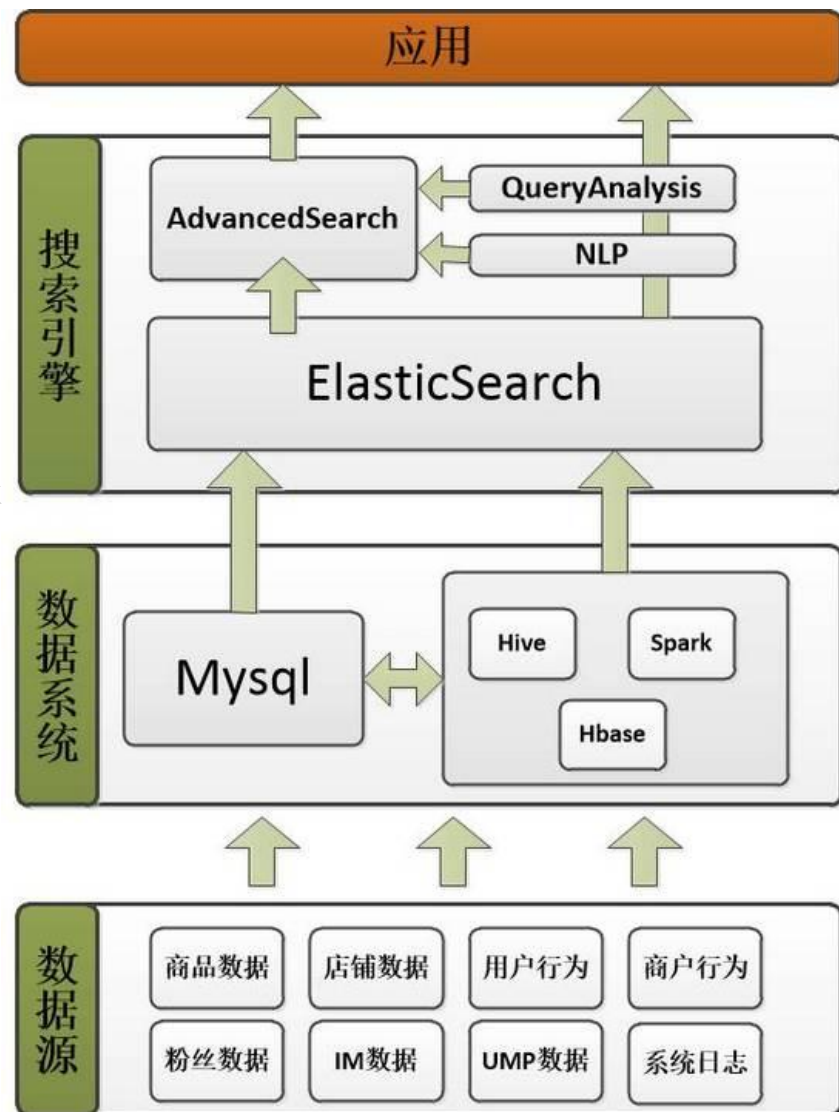 应用
搜索引擎
AdvancedSearch
QueryAnalysis
NLP
ElasticSearch
数据系统
Mysql
Hive
Spark
Hbase
数据源
商品数据
店铺数据
用户行为
商户行为
粉丝数据
IM数据
UMP数据
系统日志